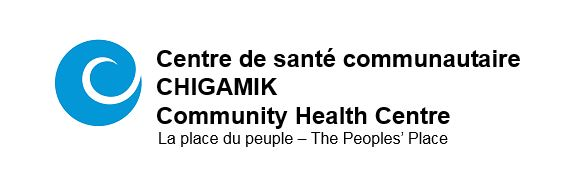 Centre de santé communautaire
CHIGAMIK
Community Health Centre
La place du peuple – The Peoples’ Place